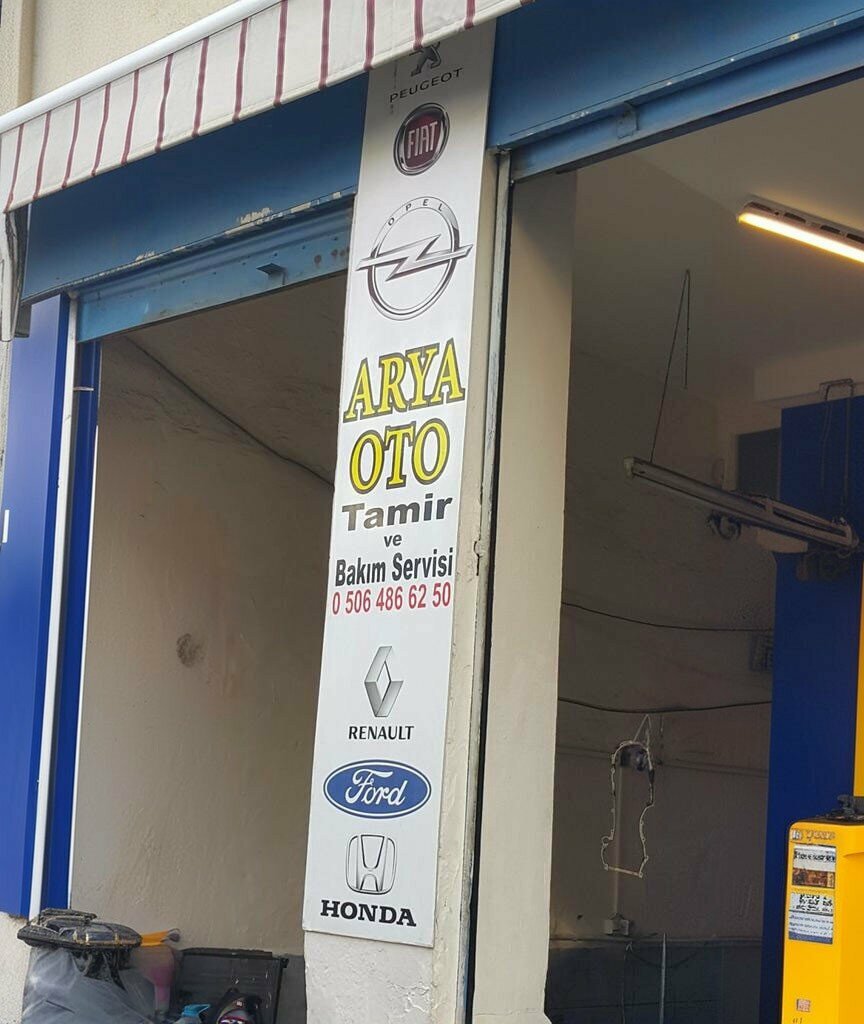 PEUGEOT
FIAT
OPEL
ARYA
OTO
Tamir
ve
Bakım Servisi
0 506 486 62 50
RENAULT
Ford
HONDA